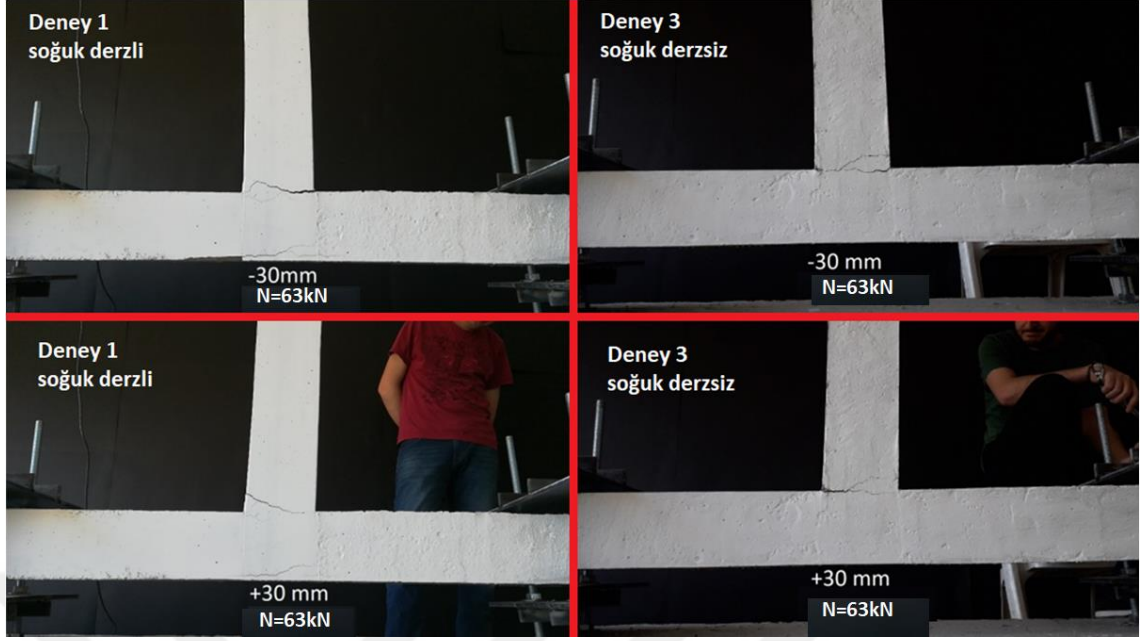 Deney 1
soğuk derzli
-30mm
N=63kN
Deney 3
soğuk derzsiz
-30 mm
N=63kN
Deney 1
soğuk derzli
+30 mm
N=63kN
Deney 3
soğuk derzsiz
+30 mm
N=63kN